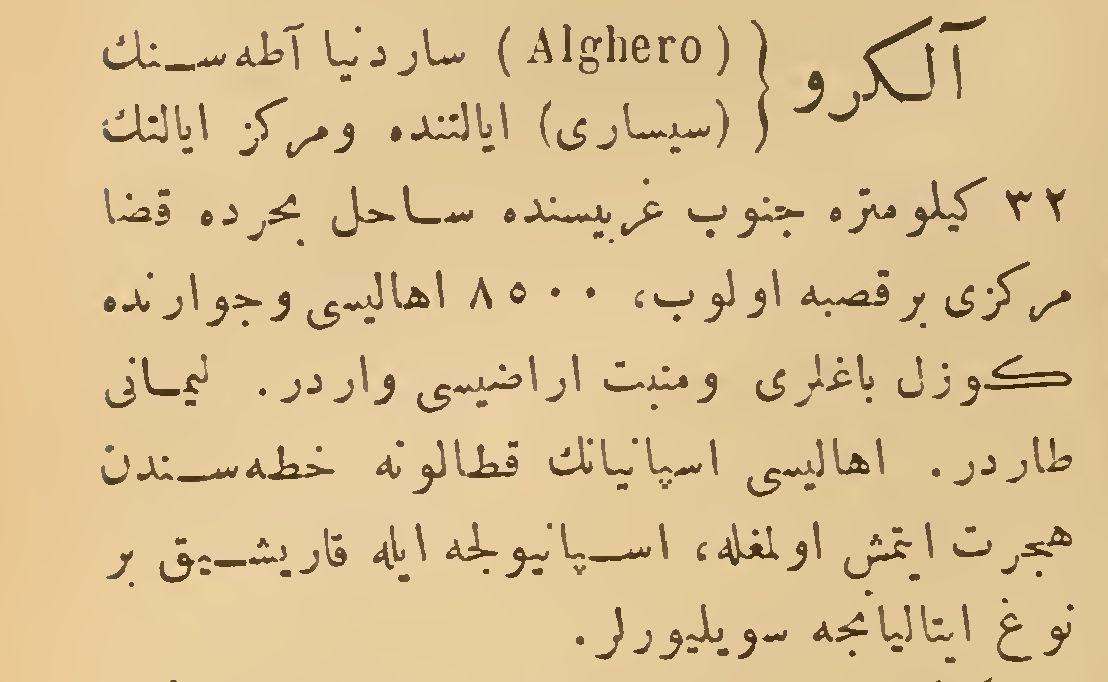 آلكرو { (Alghero) ساردنيا آطه‌سنك
(سيسارى) ايالتنده ومركز ايالتك
٣٢ كيلومتره جنوب غربيسنده ساحل بحرده قضا
مركزى برقصبه اولوب، ٨٥٠٠ اهاليسى وجوارنده
كوزل باغلرى ومنبت اراضيسى واردر. ليمانى
طاردر. اهاليسى اسپانيانك قطالونه خطه‌سندن
هجرت ايتمش اولمغله، اسپانيولجه ايله قاريشيق بر
نوغ ايتاليانجه سويليورلر.